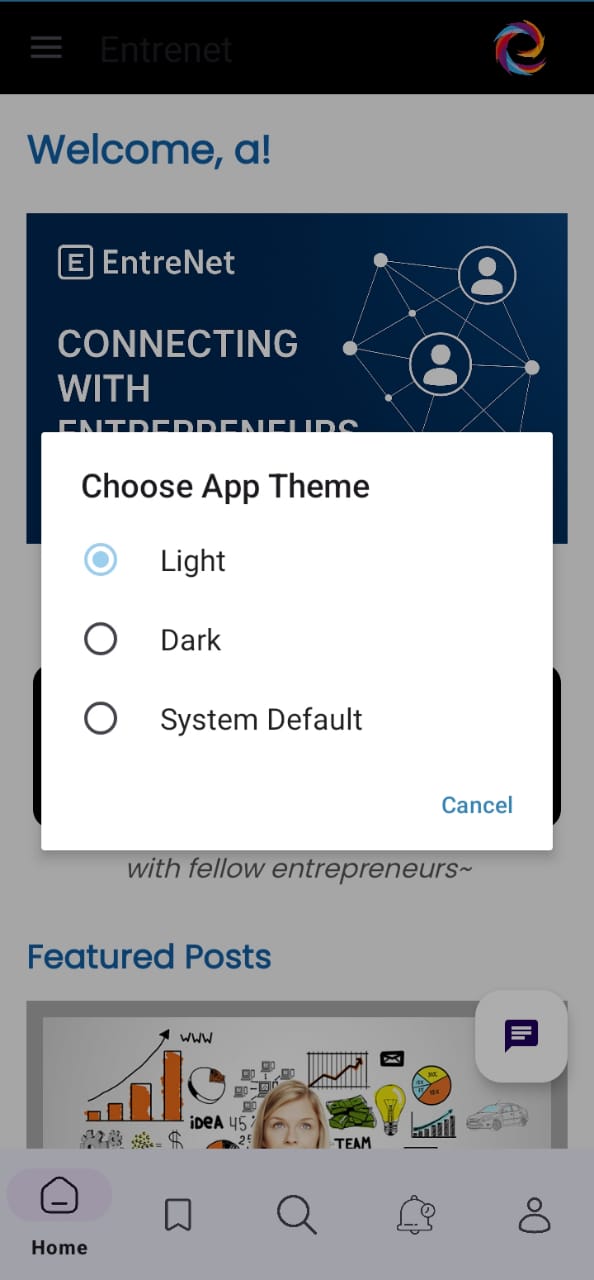 Entrenet
Welcome, a!
E EntreNet
CONNECTING
WITH
ENTREPRENEURS
Choose App Theme
Light
Dark
System Default
Cancel
with fellow entrepreneurs~
Featured Posts
WWW
iDEA
TEAM
Home